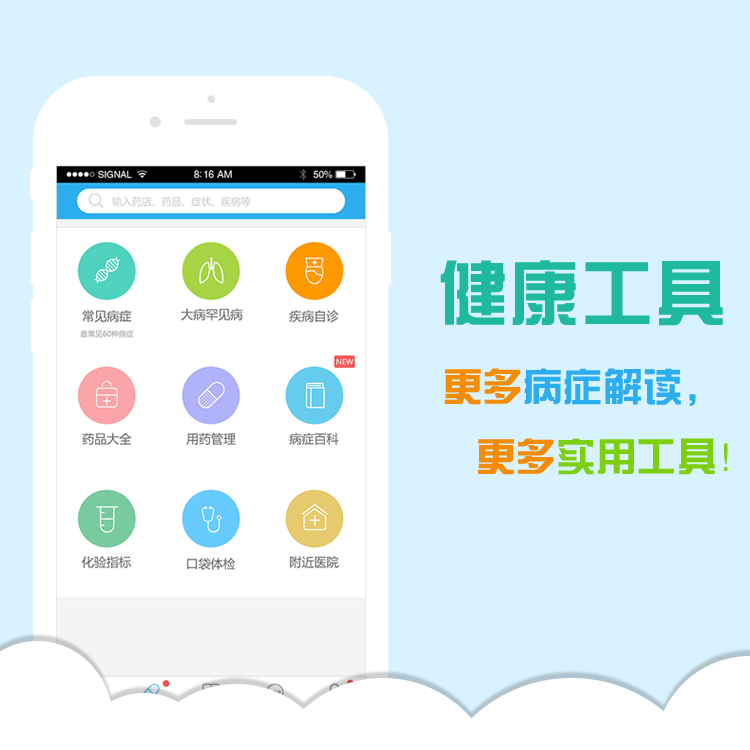 ●●●●○ SIGNAL 8:16 AM 50%
输入药店、药品、症状、疾病等
常见病症 大病罕见病 疾病自诊
最常见60种病症
NEW
药品大全 用药管理 病症百科
化验指标 口袋体检 附近医院
健康工具
更多病症解读，
更多实用工具！